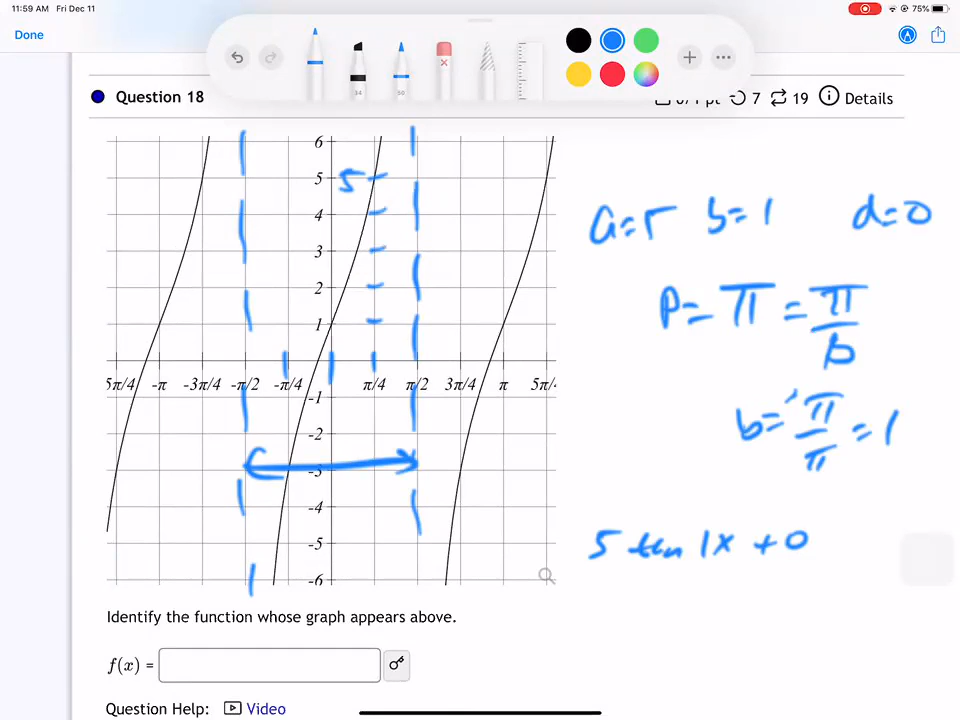 11:59 AM Fri Dec 11
75%
Done
Question 18
7 19 Details
6
5 5
4
3
2
1
5π/4 -π -3π/4 -π/2 -π/4 π/4 π/2 3π/4 π 5π/4
-1
-2
-3
-4
-5
-6
a=5 b=1 d=0
P=π=π/b
b=π/π=1
5 tan 1x + 0
Identify the function whose graph appears above.
f(x) =
Question Help: Video